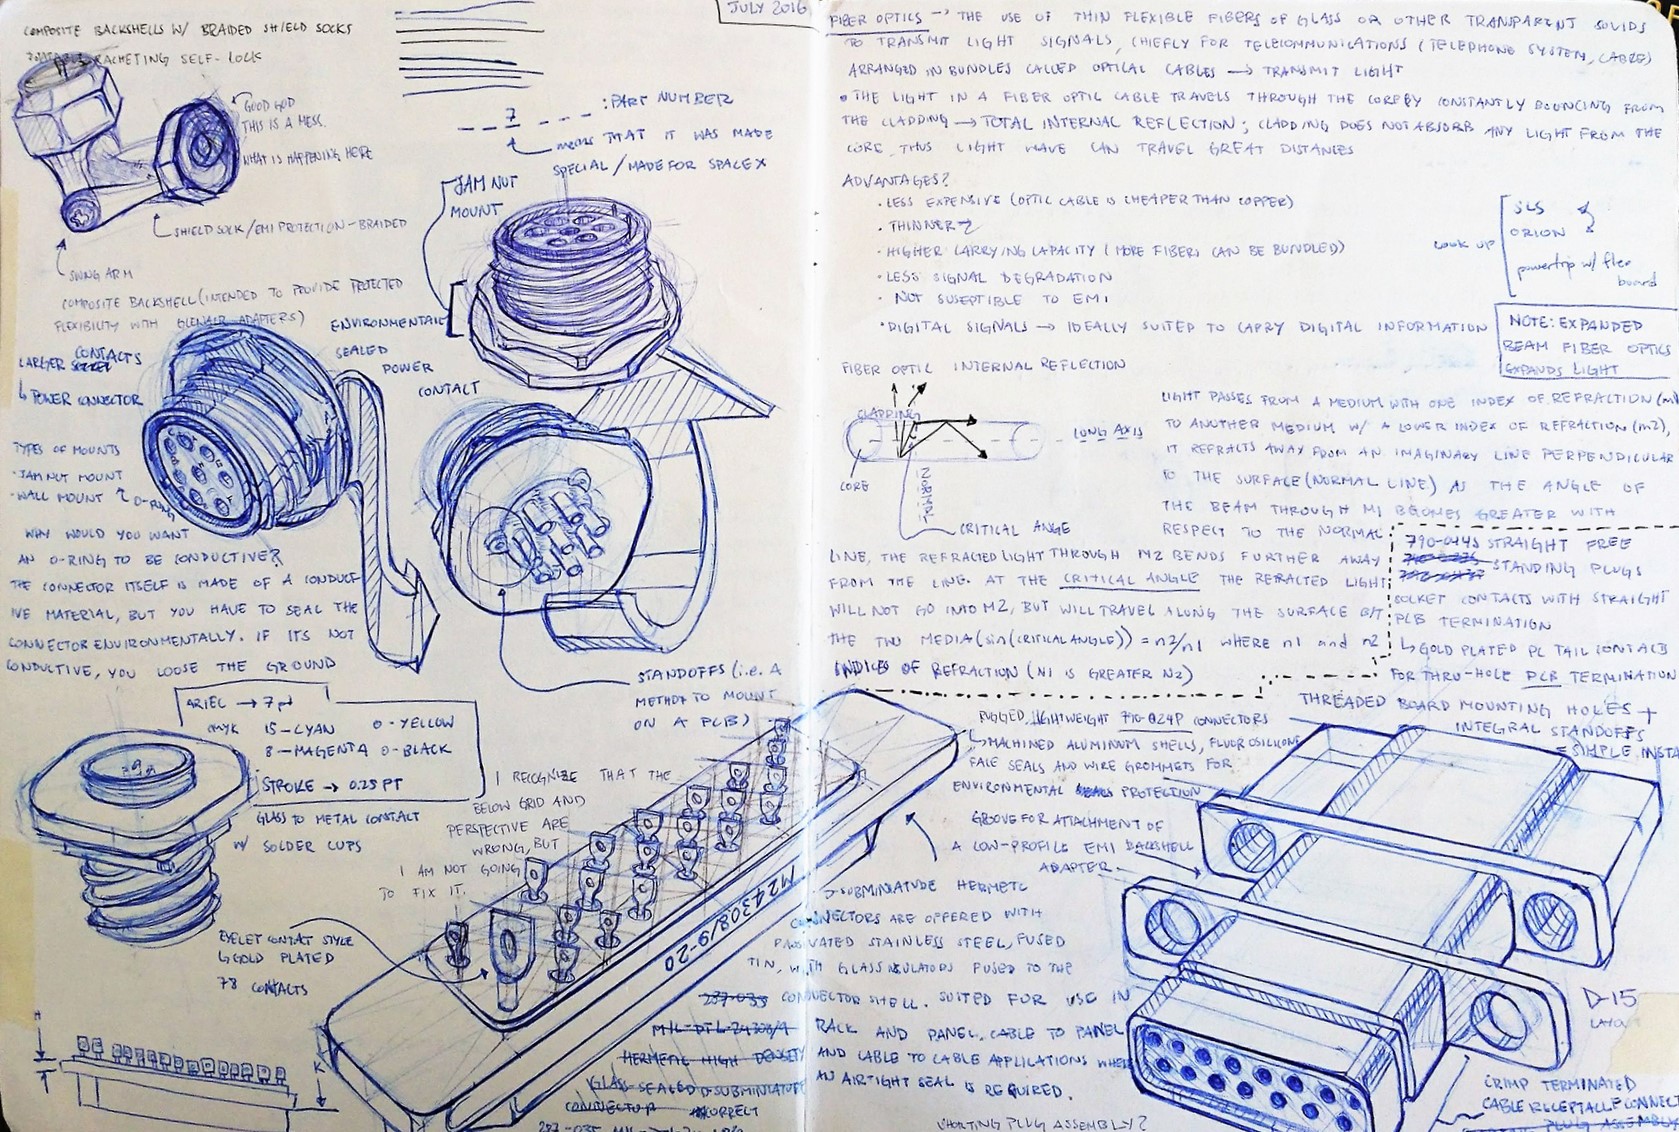 JULY 2016
COMPOSITE BACKSHELLS W/ BRAIDED SHIELD SOCKS
RACHETING SELF-LOCK
GOOD GOD
THIS IS A MESS.
WHAT IS HAPPENING HERE
SHIELD SOCK/EMI PROTECTION-BRAIDED
SWING ARM
COMPOSITE BACKSHELL (INTENDED TO PROVIDE PROTECTED
FLEXIBILITY WITH GLENAIR ADAPTERS)
7
: PART NUMBER
means THAT IT WAS MADE
SPECIAL/MADE FOR SPACEX
JAM NUT
MOUNT
ENVIRONMENTAL
SEALED
POWER
CONTACT
LARGER CONTACTS
↳ POWER CONNECTOR
TYPES OF MOUNTS
· JAM NUT MOUNT
· WALL MOUNT
O-RING
WHY WOULD YOU WANT
AN O-RING TO BE CONDUCTIVE?
THE CONNECTOR ITSELF IS MADE OF A CONDUCT
IVE MATERIAL, BUT YOU HAVE TO SEAL THE
CONNECTOR ENVIRONMENTALLY. IF ITS NOT
CONDUCTIVE, YOU LOOSE THE GROUND
STANDOFFS (i.e. A
METHOD TO MOUNT
ON A PCB)
ARIEL → 7 pt
CMYK 15-CYAN 0-YELLOW
8-MAGENTA 0-BLACK
STROKE → 0.25 PT
GLASS TO METAL CONTACT
W/ SOLDER CUPS
I RECOGNIZE THAT THE
BELOW GRID AND
PERSPECTIVE ARE
WRONG, BUT
I AM NOT GOING
TO FIX IT.
EYELET CONTACT STYLE
↳ GOLD PLATED
78 CONTACTS
H
K
M24308/9-20
FIBER OPTICS → THE USE OF THIN FLEXIBLE FIBERS OF GLASS OR OTHER TRANSPARENT SOLIDS
TO TRANSMIT LIGHT SIGNALS, CHIEFLY FOR TELECOMMUNICATIONS (TELEPHONE SYSTEM, CABLES)
ARRANGED IN BUNDLES CALLED OPTICAL CABLES → TRANSMIT LIGHT
• THE LIGHT IN A FIBER OPTIC CABLE TRAVELS THROUGH THE CORE BY CONSTANTLY BOUNCING FROM
THE CLADDING → TOTAL INTERNAL REFLECTION; CLADDING DOES NOT ABSORB ANY LIGHT FROM THE
CORE, THUS LIGHT WAVE CAN TRAVEL GREAT DISTANCES
ADVANTAGES?
· LESS EXPENSIVE (OPTIC CABLE IS CHEAPER THAN COPPER)
· THINNER
· HIGHER CARRYING CAPACITY (MORE FIBERS CAN BE BUNDLED)
· LESS SIGNAL DEGRADATION
· NOT SUSEPTIBLE TO EMI
· DIGITAL SIGNALS → IDEALLY SUITED TO CARRY DIGITAL INFORMATION
LOOK UP
SLS
ORION
powertrip w/ flex
board
NOTE: EXPANDED
BEAM FIBER OPTICS
EXPANDS LIGHT
FIBER OPTIC INTERNAL REFLECTION
CLADDING
LONG AXIS
CORE
NORMAL
CRITICAL ANGE
LIGHT PASSES FROM A MEDIUM WITH ONE INDEX OF REFRACTION (m1
TO ANOTHER MEDIUM W/ A LOWER INDEX OF REFRACTION (m2),
IT REFRACTS AWAY FROM AN IMAGINARY LINE PERPENDICULAR
TO THE SURFACE (NORMAL LINE) AS THE ANGLE OF
THE BEAM THROUGH M1 BECOMES GREATER WITH
RESPECT TO THE NORMAL
LINE, THE REFRACTED LIGHT THROUGH M2 BENDS FURTHER AWAY
FROM THE LINE. AT THE CRITICAL ANGLE THE REFRACTED LIGHT
WILL NOT GO INTO M2, BUT WILL TRAVEL ALONG THE SURFACE B/T
THE TWO MEDIA (sin(CRITICAL ANGLE)) = n2/n1 WHERE n1 and n2
INDICES OF REFRACTION (N1 IS GREATER N2)
STRAIGHT FREE
STANDING PLUGS
SOCKET CONTACTS WITH STRAIGHT
PCB TERMINATION
↳ GOLD PLATED PC TAIL CONTACTS
FOR THRU-HOLE PCB TERMINATION
THREADED BOARD MOUNTING HOLES +
INTEGRAL STANDOFFS
= SIMPLE INSTA
RUGGED, LIGHTWEIGHT 790-024P CONNECTORS
↳ MACHINED ALUMINUM SHELLS, FLUOROSILICONE
FACE SEALS AND WIRE GROMMETS FOR
ENVIRONMENTAL PROTECTION
GROOVE FOR ATTACHMENT OF
A LOW-PROFILE EMI BACKSHELL
ADAPTER.
D-SUBMINIATURE HERMETIC
CONNECTORS ARE OFFERED WITH
PASSIVATED STAINLESS STEEL, FUSED
TIN, WITH GLASS INSULATORS FUSED TO THE
CONNECTOR SHELL. SUITED FOR USE IN
RACK AND PANEL, CABLE TO PANEL
AND CABLE TO CABLE APPLICATIONS WHERE
AN AIRTIGHT SEAL IS REQUIRED.
287-035
MIL-DTL-24308/9
HERMETIC HIGH DENSITY
GLASS-SEALED D-SUBMINIATURE
CONNECTOR INCORRECT
SHORTING PLUG ASSEMBLY?
D-15
LAYOUT
CRIMP TERMINATED
CABLE RECEPTACLE CONNECT
PLUG ASSEMBLY